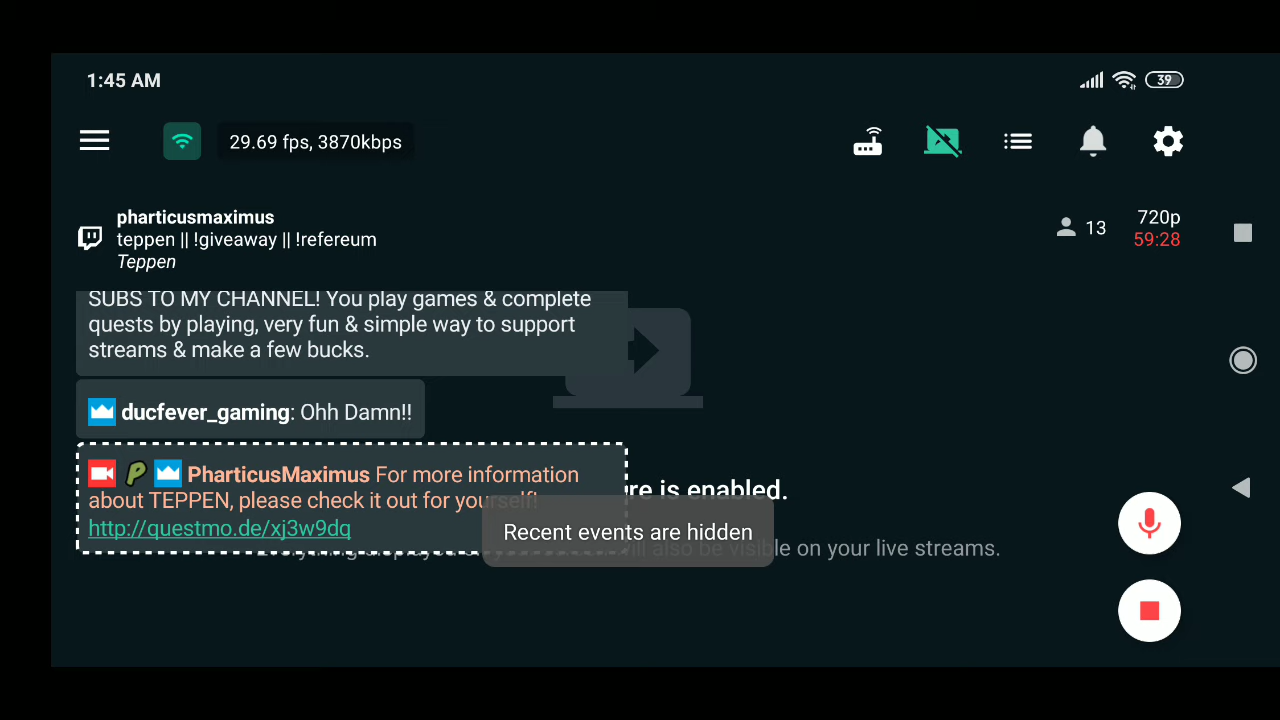 1:45 AM
39
29.69 fps, 3870kbps
pharticusmaximus
teppen || !giveaway || !refereum
Teppen
13
720p
59:28
SUBS TO MY CHANNEL! You play games & complete
quests by playing, very fun & simple way to support
streams & make a few bucks.
ducfever_gaming: Ohh Damn!!
PharticusMaximus For more information
about TEPPEN, please check it out for yourself!
http://questmo.de/xj3w9dq
re is enabled.
Recent events are hidden
will also be visible on your live streams.